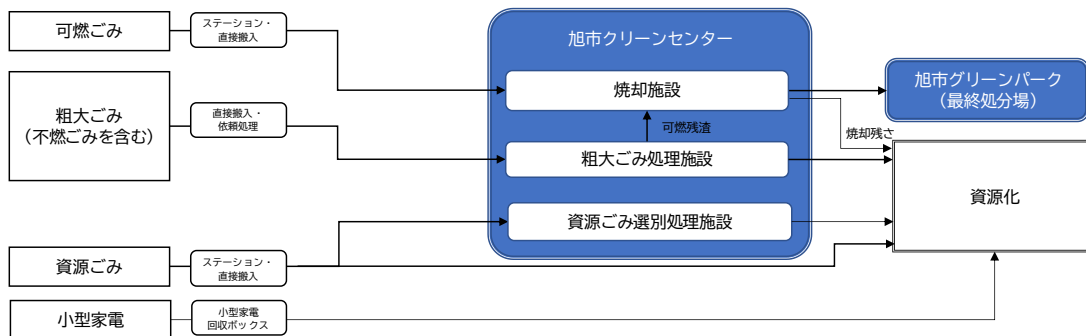 可燃ごみ
ステーション・
直接搬入
旭市クリーンセンター
焼却施設
旭市グリーンパーク
（最終処分場）
粗大ごみ
（不燃ごみを含む）
直接搬入・
依頼処理
可燃残渣
焼却残さ
粗大ごみ処理施設
資源化
資源ごみ選別処理施設
資源ごみ
ステーション・
直接搬入
小型家電
小型家電
回収ボックス